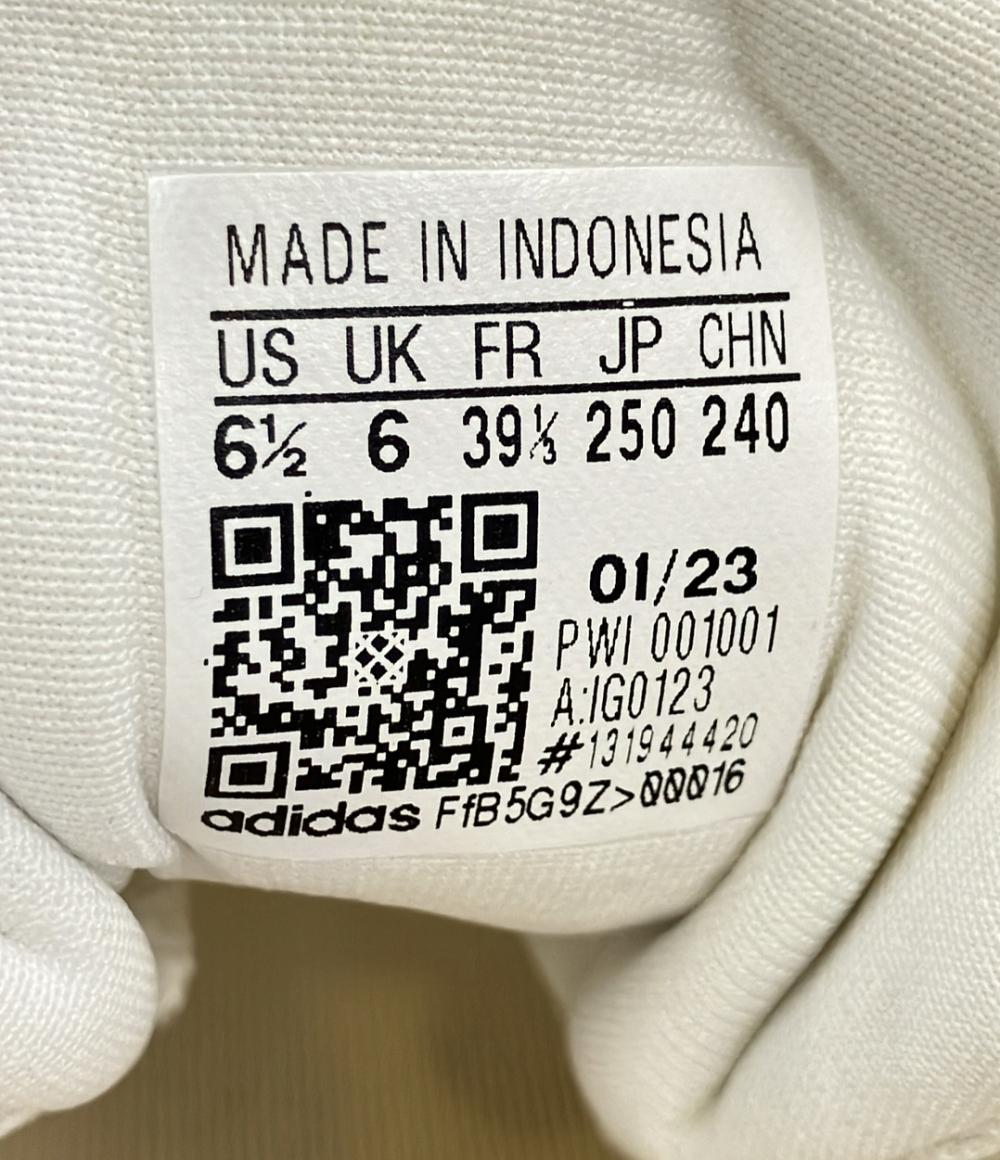 MADE IN INDONESIA
US UK FR JP CHN
6½ 6 39⅓ 250 240
01/23
PWI 001001
A:IG0123
#131944420
adidas FfB5G9Z>00016